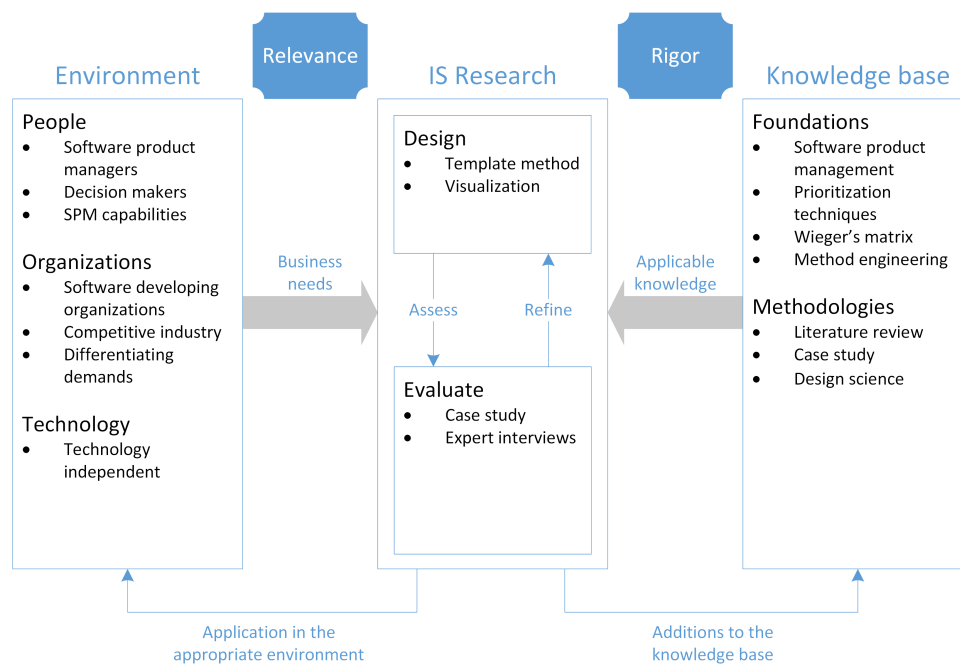 Relevance
Rigor
Environment
IS Research
Knowledge base
People
• Software product
managers
• Decision makers
• SPM capabilities
Organizations
• Software developing
organizations
• Competitive industry
• Differentiating
demands
Technology
• Technology
independent
Business
needs
Design
• Template method
• Visualization
Assess
Refine
Evaluate
• Case study
• Expert interviews
Applicable
knowledge
Foundations
• Software product
management
• Prioritization
techniques
• Wieger’s matrix
• Method engineering
Methodologies
• Literature review
• Case study
• Design science
Application in the
appropriate environment
Additions to the
knowledge base